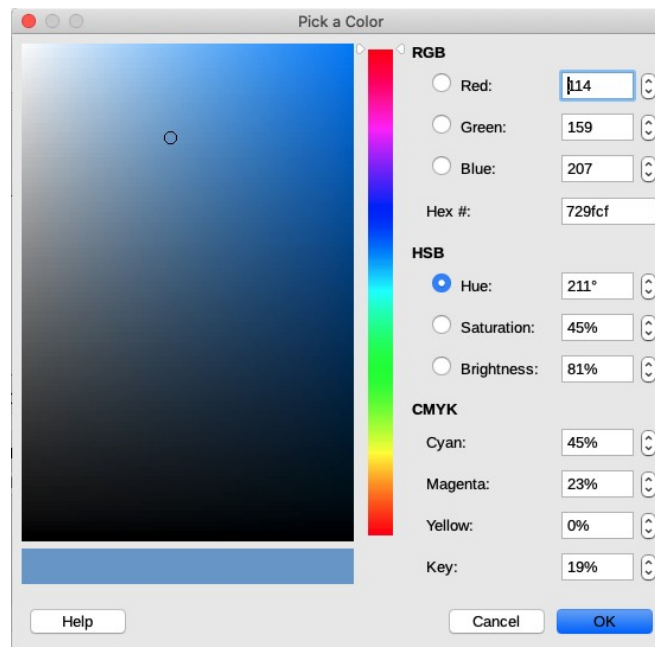 Pick a Color
RGB
Red: 114
Green: 159
Blue: 207
Hex #: 729fcf
HSB
Hue: 211°
Saturation: 45%
Brightness: 81%
CMYK
Cyan: 45%
Magenta: 23%
Yellow: 0%
Key: 19%
Help Cancel OK